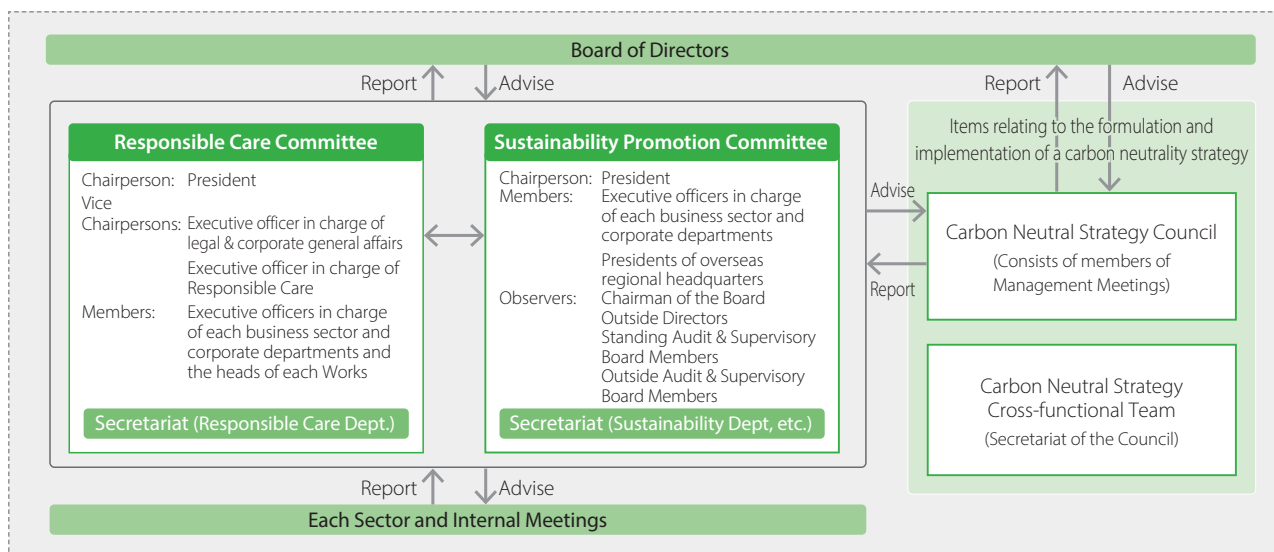 Board of Directors
Report
Advise
Report
Advise
Responsible Care Committee
Chairperson: President
Vice
Chairpersons: Executive officer in charge of
legal & corporate general affairs
Executive officer in charge of
Responsible Care
Members: Executive officers in charge
of each business sector and
corporate departments and
the heads of each Works
Secretariat (Responsible Care Dept.)
Sustainability Promotion Committee
Chairperson: President
Members: Executive officers in charge
of each business sector and
corporate departments
Presidents of overseas
regional headquarters
Observers: Chairman of the Board
Outside Directors
Standing Audit & Supervisory
Board Members
Outside Audit & Supervisory
Board Members
Secretariat (Sustainability Dept, etc.)
Advise
Report
Items relating to the formulation and
implementation of a carbon neutrality strategy
Carbon Neutral Strategy Council
(Consists of members of
Management Meetings)
Carbon Neutral Strategy
Cross-functional Team
(Secretariat of the Council)
Report
Advise
Each Sector and Internal Meetings